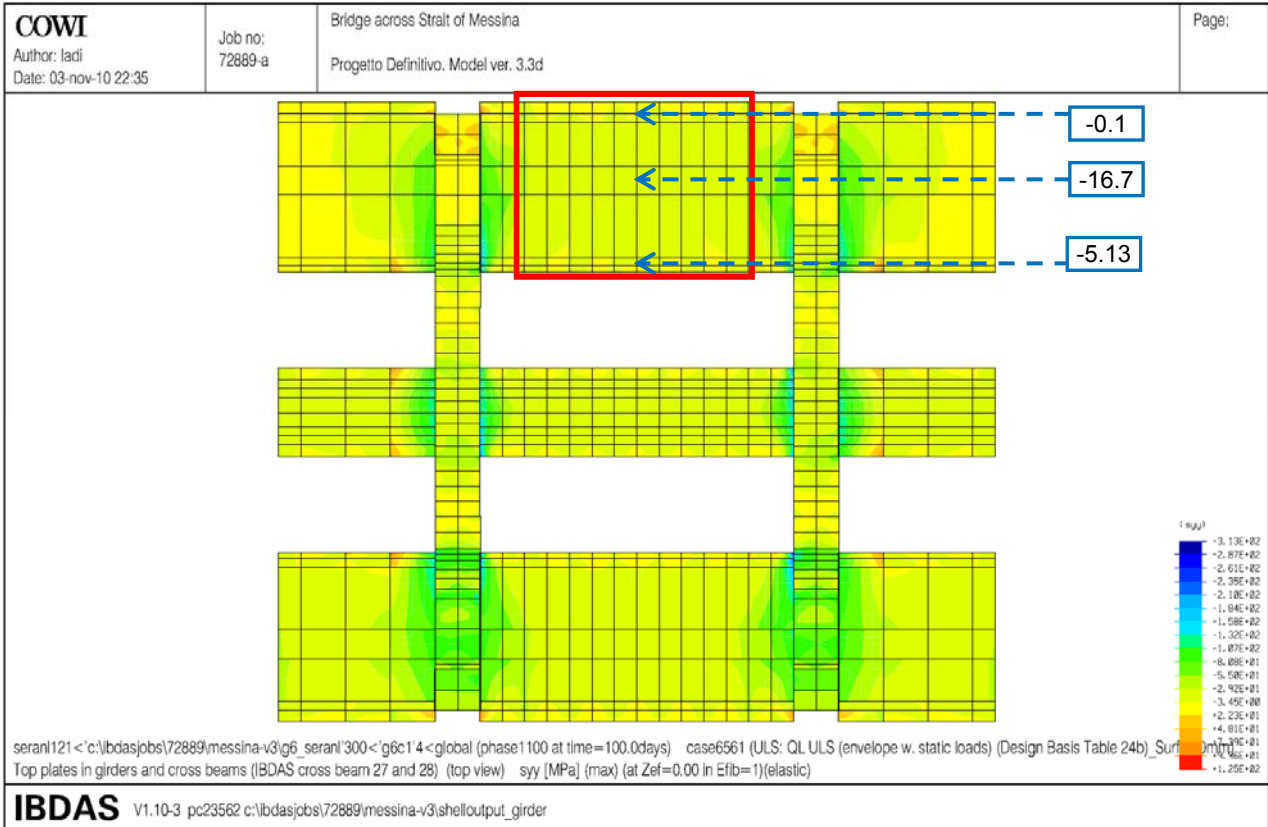 COWI
Author: ladi
Date: 03-nov-10 22:35
Job no:
72889-a
Bridge across Strait of Messina
Progetto Definitivo. Model ver. 3.3d
Page:
-0.1
-16.7
-5.13
(syy)
-3.13E+02
-2.87E+02
-2.61E+02
-2.35E+02
-2.10E+02
-1.84E+02
-1.58E+02
-1.32E+02
-1.07E+02
-8.08E+01
-5.50E+01
-2.92E+01
-3.45E+00
+2.23E+01
+4.81E+01
+1.25E+02
seranl121<'c:\ibdasjobs\72889\messina-v3\g6_seranl'300<'g6c1'4<global (phase1100 at time=100.0days) case6561 (ULS: QL ULS (envelope w. static loads) (Design Basis Table 24b)_Surf
Top plates in girders and cross beams (IBDAS cross beam 27 and 28) (top view) syy [MPa] (max) (at Zef=0.00 in Efib=1)(elastic)
IBDAS V1.10-3 pc23562 c:\ibdasjobs\72889\messina-v3\shelloutput_girder